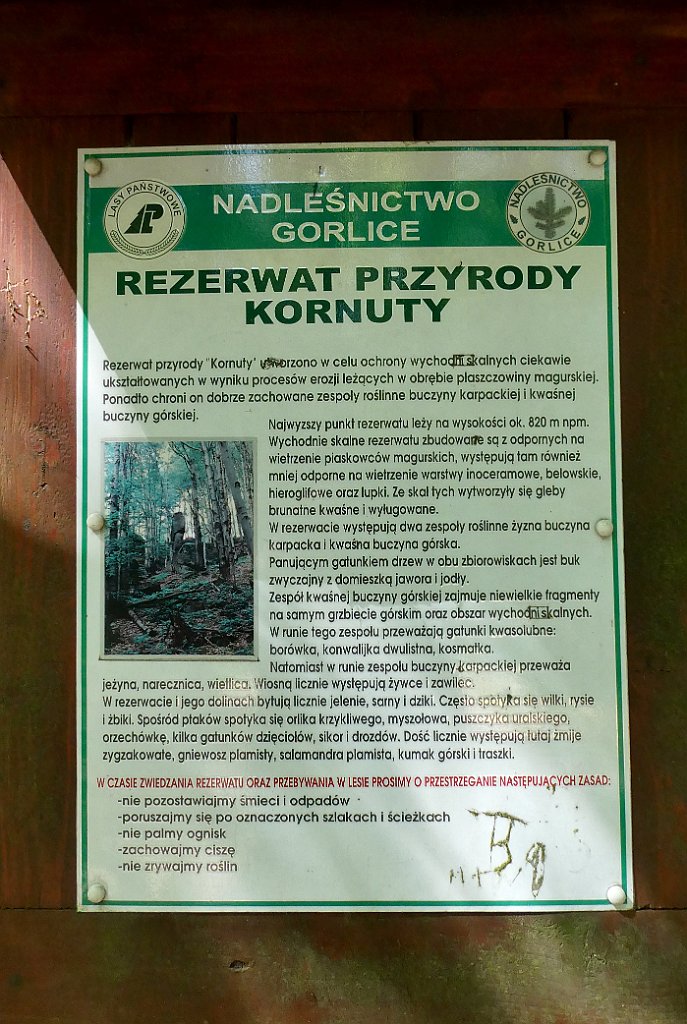 LASY PAŃSTWOWE
NADLEŚNICTWO
GORLICE
NADLEŚNICTWO
GORLICE
REZERWAT PRZYRODY
KORNUTY
Rezerwat przyrody "Kornuty" utworzono w celu ochrony wychodni skalnych ciekawie
ukształtowanych w wyniku procesów erozji leżących w obrębie płaszczowiny magurskiej.
Ponadto chroni on dobrze zachowane zespoły roślinne buczyny karpackiej i kwaśnej
buczyny górskiej.
Najwyzszy punkt rezerwatu leży na wysokości ok. 820 m npm.
Wychodnie skalne rezerwatu zbudowane są z odpornych na
wietrzenie piaskowców magurskich, występują tam również
mniej odporne na wietrzenie warstwy inoceramowe, belowskie,
hieroglifowe oraz łupki. Ze skał tych wytworzyły się gleby
brunatne kwaśne i wyługowane.
W rezerwacie występują dwa zespoły roślinne żyzna buczyna
karpacka i kwaśna buczyna górska.
Panującym gatunkiem drzew w obu zbiorowiskach jest buk
zwyczajny z domieszką jawora i jodły.
Zespół kwaśnej buczyny górskiej zajmuje niewielkie fragmenty
na samym grzbiecie górskim oraz obszar wychodni skalnych.
W runie tego zespołu przeważają gatunki kwasolubne:
borówka, konwalijka dwulistna, kosmatka.
Natomiast w runie zespołu buczyny karpackiej przeważa
jeżyna, narecznica, wietlica. Wiosną licznie występują żywce i zawilec.
W rezerwacie i jego dolinach bytują licznie jelenie, sarny i dziki. Często spotyka się wilki, rysie
i żbiki. Spośród ptaków spotyka się orlika krzykliwego, myszołowa, puszczyka uralskiego,
orzechówkę, kilka gatunków dzięciołów, sikor i drozdów. Dość licznie występują tutaj żmije
zygzakowate, gniewosz plamisty, salamandra plamista, kumak górski i traszki.
W CZASIE ZWIEDZANIA REZERWATU ORAZ PRZEBYWANIA W LESIE PROSIMY O PRZESTRZEGANIE NASTĘPUJĄCYCH ZASAD:
-nie pozostawiajmy śmieci i odpadów
-poruszajmy się po oznaczonych szlakach i ścieżkach
-nie palmy ognisk
-zachowajmy ciszę
-nie zrywajmy roślin